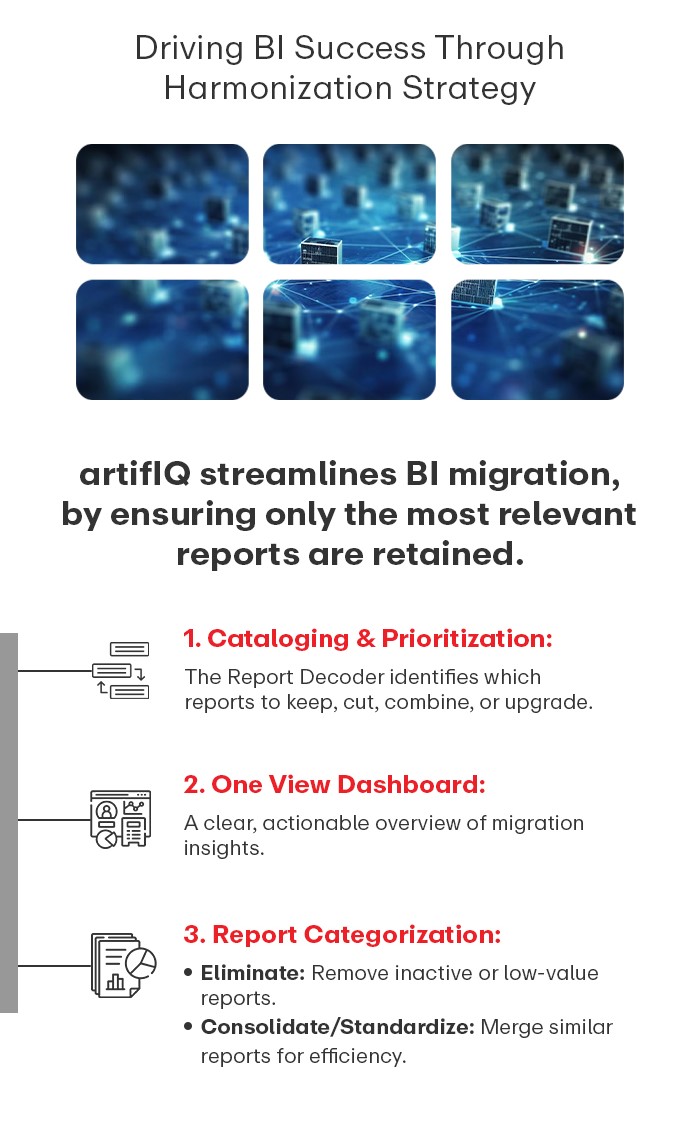 Driving BI Success Through
Harmonization Strategy
artifIQ streamlines BI migration,
by ensuring only the most relevant
reports are retained.
1. Cataloging & Prioritization:
The Report Decoder identifies which
reports to keep, cut, combine, or upgrade.
2. One View Dashboard:
A clear, actionable overview of migration
insights.
3. Report Categorization:
• Eliminate: Remove inactive or low-value
reports.
• Consolidate/Standardize: Merge similar
reports for efficiency.